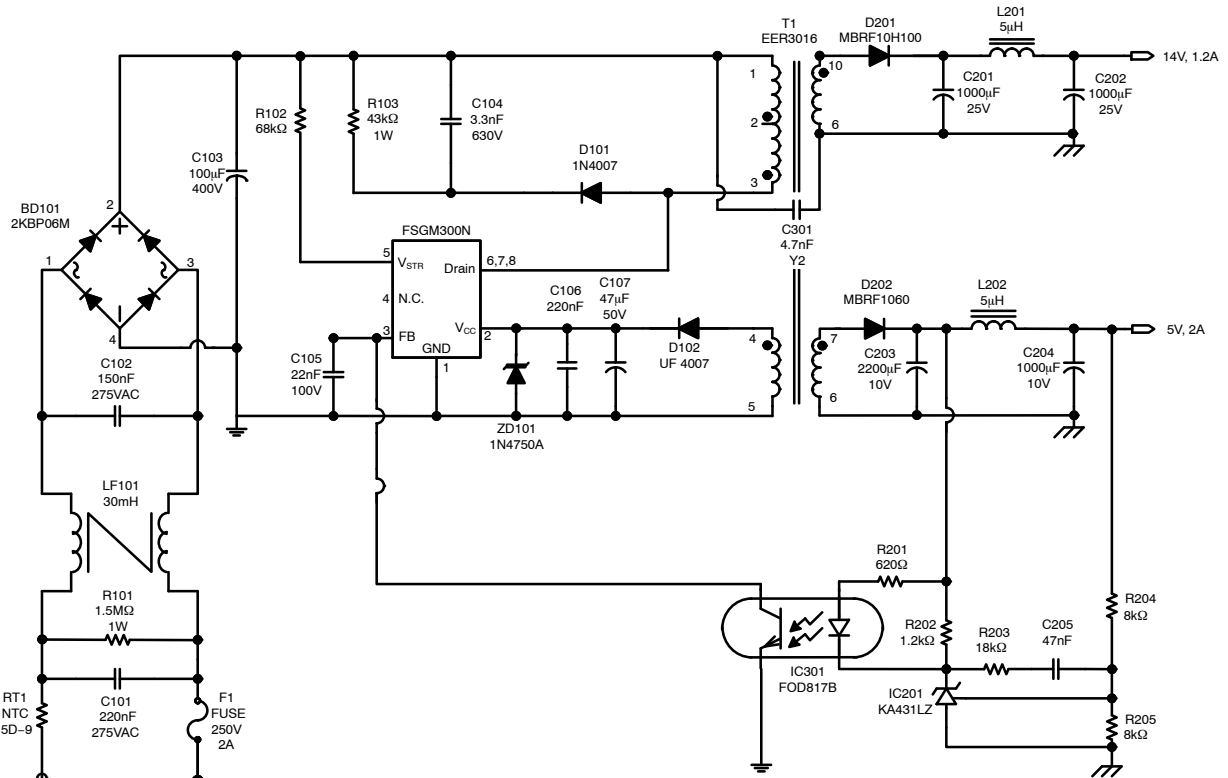 T1
EER3016
D201
MBRF10H100
L201
5μH
14V, 1.2A
1
2
3
10
6
C201
1000μF
25V
C202
1000μF
25V
R102
68kΩ
R103
43kΩ
1W
C104
3.3nF
630V
D101
1N4007
C103
100μF
400V
BD101
2KBP06M
2
1
3
4
C301
4.7nF
Y2
FSGM300N
5
VSTR
4
N.C.
3
FB
Drain
6,7,8
VCC
2
GND
1
C106
220nF
C107
47μF
50V
D102
UF 4007
C105
22nF
100V
ZD101
1N4750A
4
5
7
6
D202
MBRF1060
L202
5μH
5V, 2A
C203
2200μF
10V
C204
1000μF
10V
C102
150nF
275VAC
LF101
30mH
R101
1.5MΩ
1W
C101
220nF
275VAC
RT1
NTC
5D−9
F1
FUSE
250V
2A
R201
620Ω
R202
1.2kΩ
R203
18kΩ
C205
47nF
R204
8kΩ
IC301
FOD817B
IC201
KA431LZ
R205
8kΩ